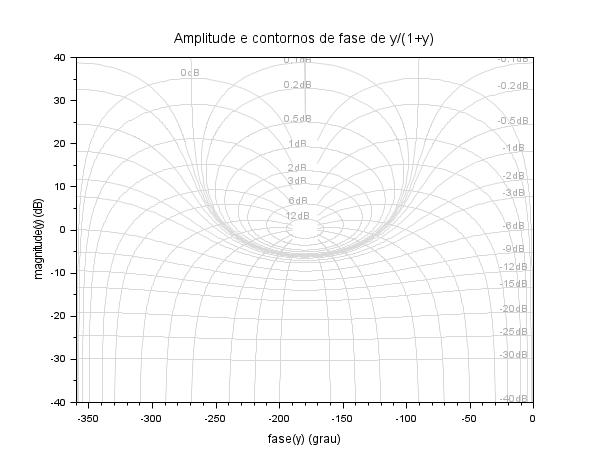 Amplitude e contornos de fase de y/(1+y)
magnitude(y) (dB)
40
30
20
10
0
-10
-20
-30
-40
0dB
0.1dB
0.2dB
0.5dB
1dB
2dB
3dB
6dB
12dB
-0.1dB
-0.2dB
-0.5dB
-1dB
-2dB
-3dB
-6dB
-9dB
-12dB
-15dB
-20dB
-25dB
-30dB
-40dB
-350
-300
-250
-200
-150
-100
-50
0
fase(y) (grau)